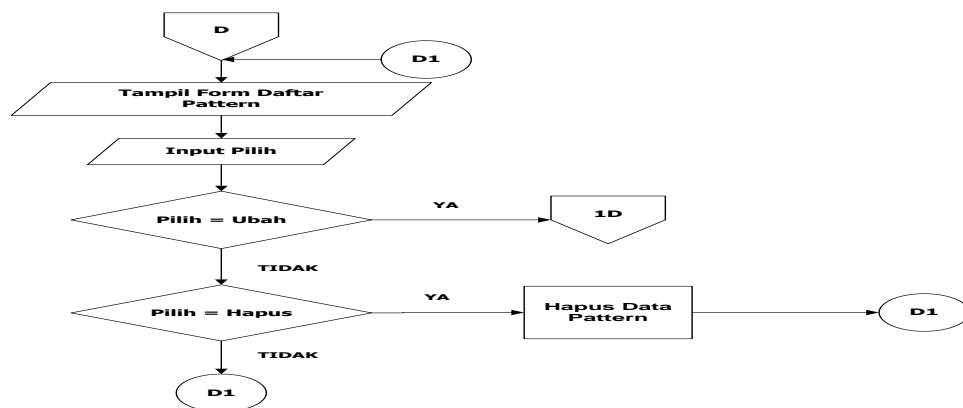 D
D1
Tampil Form Daftar
Pattern
Input Pilih
Pilih = Ubah
YA
1D
TIDAK
Pilih = Hapus
YA
Hapus Data
Pattern
D1
TIDAK
D1